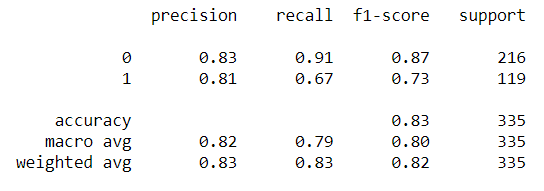 precision recall f1-score support
0 0.83 0.91 0.87 216
1 0.81 0.67 0.73 119
accuracy 0.83 335
macro avg 0.82 0.79 0.80 335
weighted avg 0.83 0.83 0.82 335